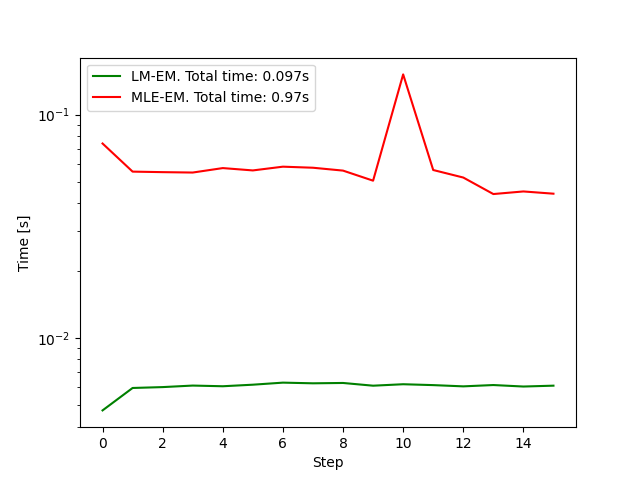 LM-EM. Total time: 0.097s
MLE-EM. Total time: 0.97s
10⁻¹
10⁻²
Time [s]
0 2 4 6 8 10 12 14
Step